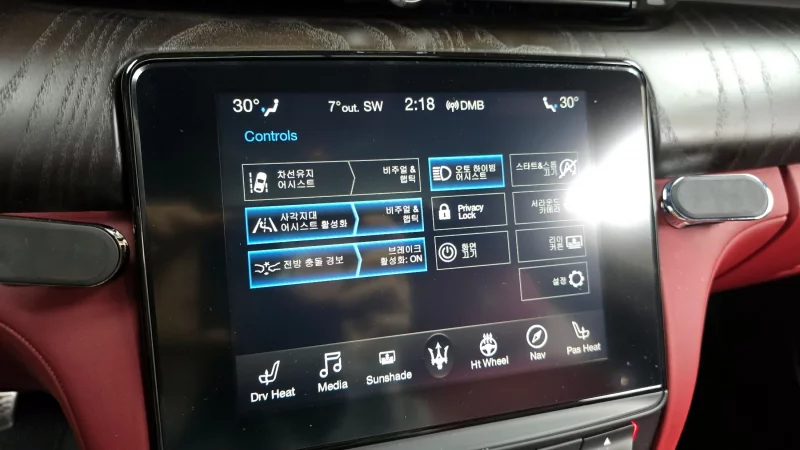 30°
7°out. SW
2:18
DMB
30°
Controls
차선유지
어시스트
비주얼 &
햅틱
오토 하이빔
어시스트
스타트&스톱
끄기
사각지대
어시스트 활성화
비주얼 &
햅틱
Privacy
Lock
서라운드
카메라
전방 충돌 경보
브레이크
활성화: ON
화면
끄기
리어
커튼
설정
Drv Heat
Media
Sunshade
Ht Wheel
Nav
Pas Heat